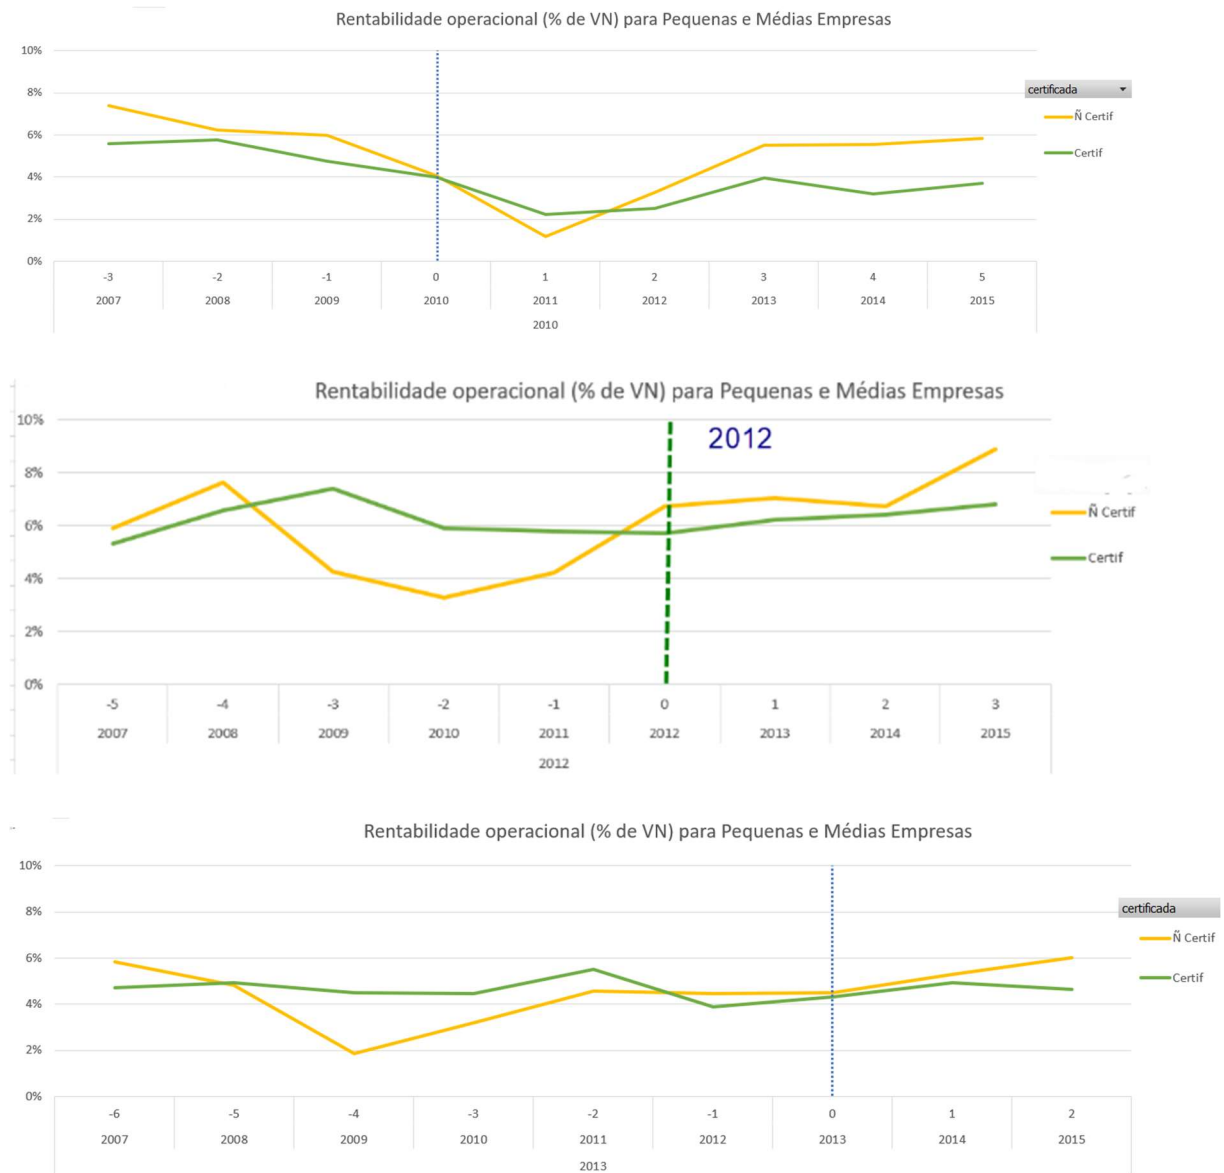 Rentabilidade operacional (% de VN) para Pequenas e Médias Empresas
10%
8%
6%
4%
2%
0%
certificada
Ñ Certif
Certif
-3 -2 -1 0 1 2 3 4 5
2007 2008 2009 2010 2011 2012 2013 2014 2015
2010
Rentabilidade operacional (% de VN) para Pequenas e Médias Empresas
2012
10%
8%
6%
4%
2%
0%
Ñ Certif
Certif
-5 -4 -3 -2 -1 0 1 2 3
2007 2008 2009 2010 2011 2012 2013 2014 2015
2012
Rentabilidade operacional (% de VN) para Pequenas e Médias Empresas
10%
8%
6%
4%
2%
0%
certificada
Ñ Certif
Certif
-6 -5 -4 -3 -2 -1 0 1 2
2007 2008 2009 2010 2011 2012 2013 2014 2015
2013